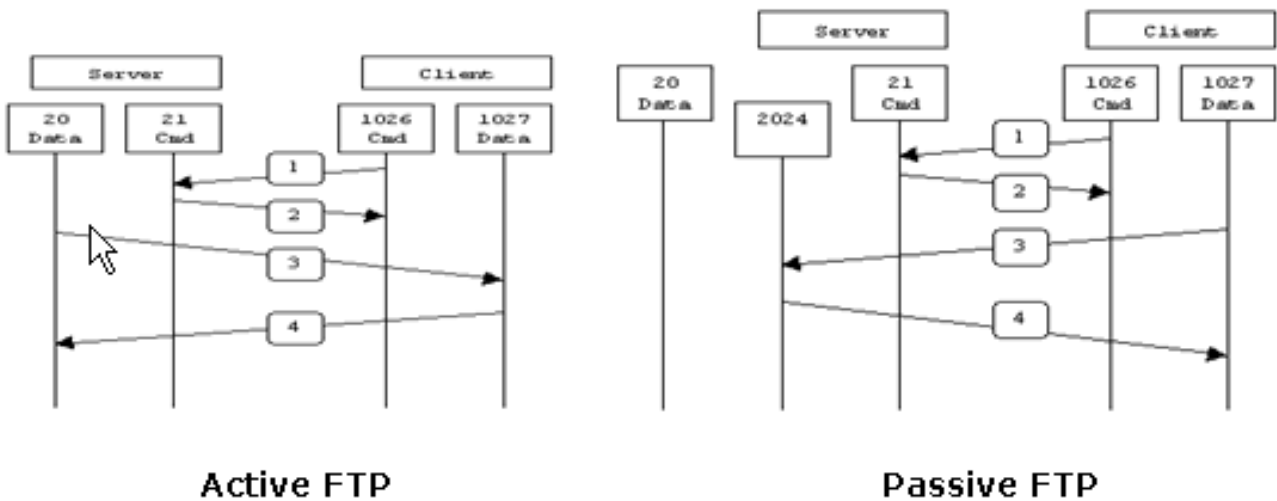 Server
Client
20
Data
21
Cmd
1026
Cmd
1027
Data
1
2
3
4
Active FTP
Server
Client
20
Data
2024
21
Cmd
1026
Cmd
1027
Data
1
2
3
4
Passive FTP